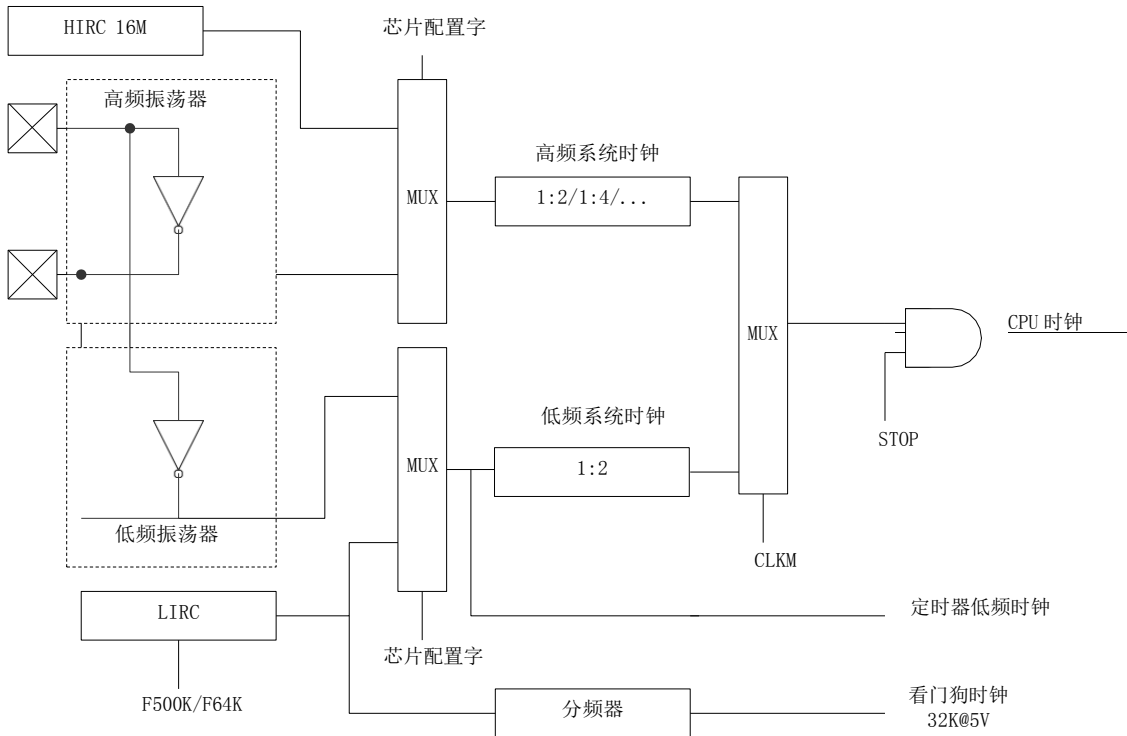 HIRC 16M
芯片配置字
高频振荡器
MUX
高频系统时钟
1:2/1:4/...
MUX
CPU 时钟
STOP
低频系统时钟
1:2
MUX
CLKM
低频振荡器
LIRC
F500K/F64K
芯片配置字
定时器低频时钟
分频器
看门狗时钟
32K@5V